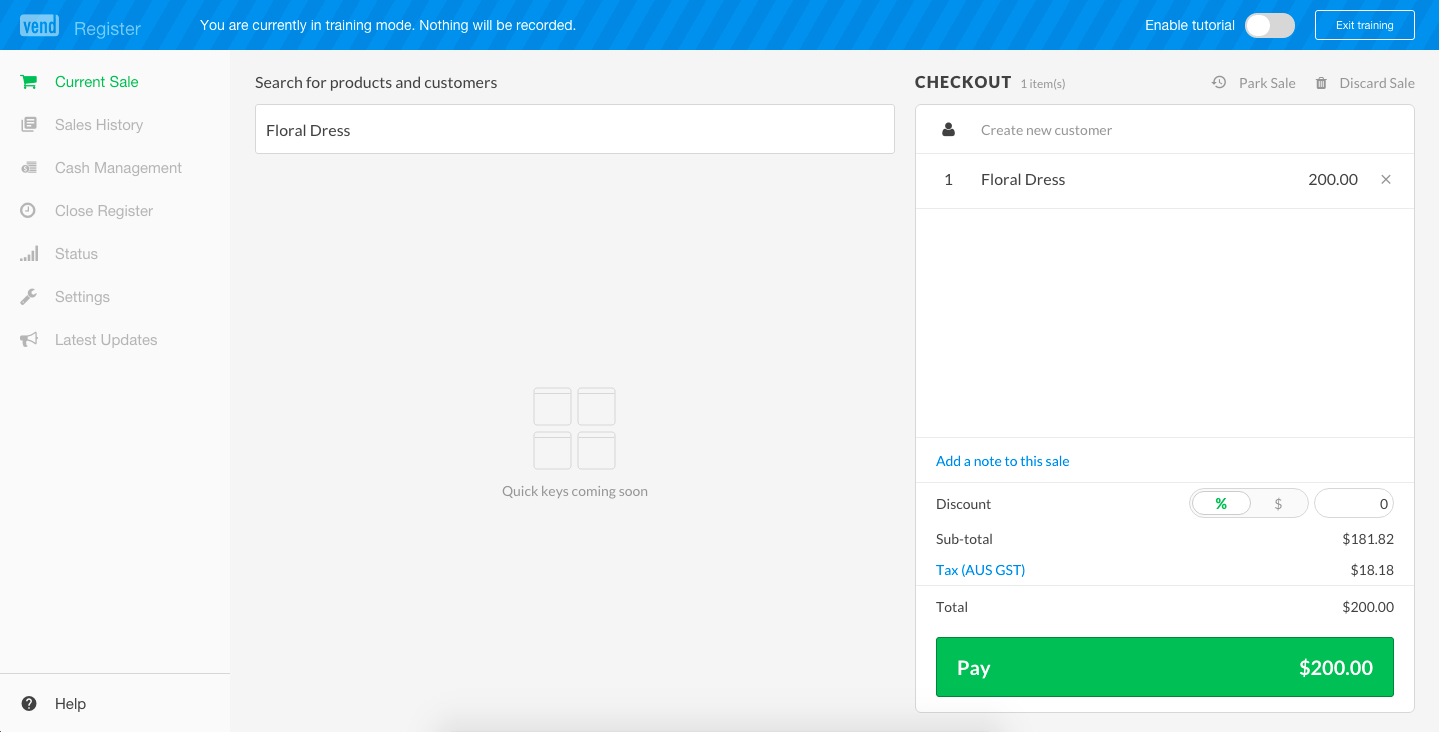 vend Register
You are currently in training mode. Nothing will be recorded.
Enable tutorial
Exit training
Current Sale
Sales History
Cash Management
Close Register
Status
Settings
Latest Updates
Help
Search for products and customers
Floral Dress
Quick keys coming soon
CHECKOUT 1 item(s)
Park Sale
Discard Sale
Create new customer
1 Floral Dress 200.00 ×
Add a note to this sale
Discount % $ 0
Sub-total $181.82
Tax (AUS GST) $18.18
Total $200.00
Pay $200.00